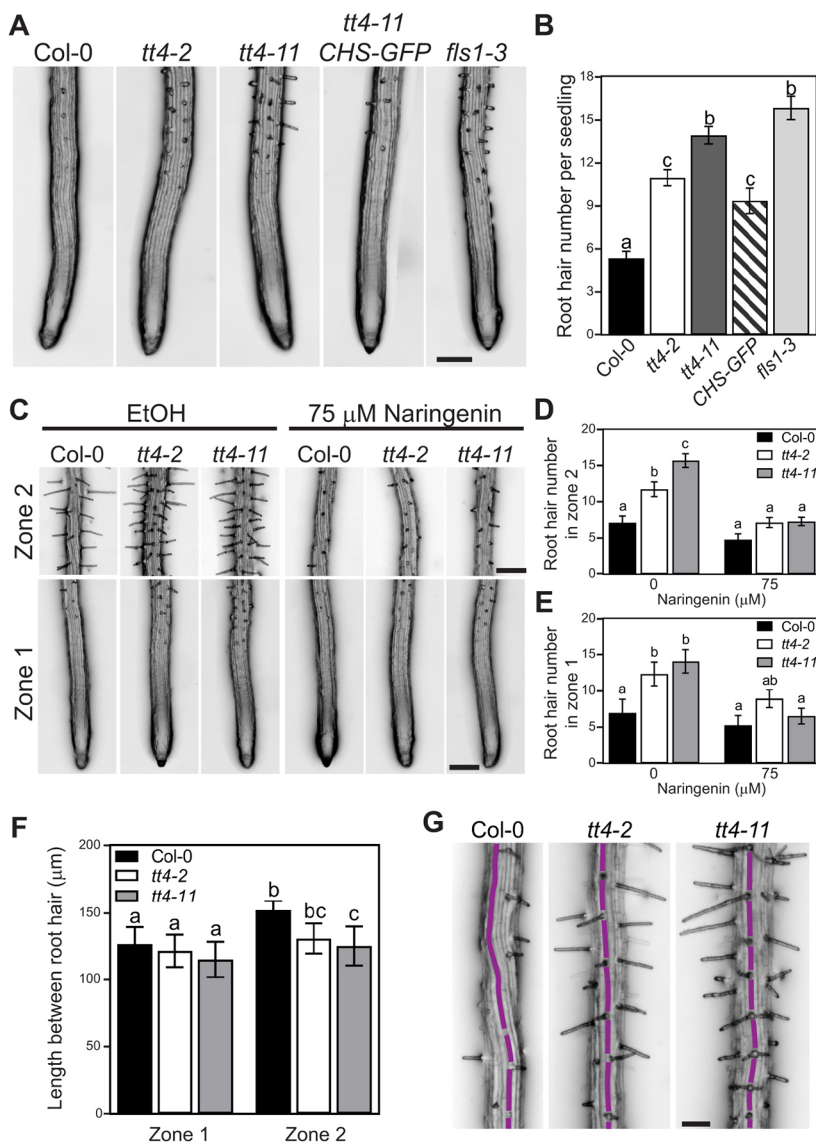 A
Col-0 tt4-2 tt4-11 tt4-11 CHS-GFP fls1-3
B
Root hair number per seedling
18
15
12
9
6
3
0
a c b c b
Col-0 tt4-2 tt4-11 CHS-GFP fls1-3
C
EtOH 75 μM Naringenin
Col-0 tt4-2 tt4-11 Col-0 tt4-2 tt4-11
Zone 2
Zone 1
D
Root hair number
in zone 2
20
15
10
5
0
Col-0
tt4-2
tt4-11
a b c a a a
0 75
Naringenin (μM)
E
Root hair number
in zone 1
20
15
10
5
0
Col-0
tt4-2
tt4-11
a b b a ab a
0 75
Naringenin (μM)
F
Length between root hair (μm)
200
150
100
50
0
Col-0
tt4-2
tt4-11
a a a b bc c
Zone 1 Zone 2
G
Col-0 tt4-2 tt4-11